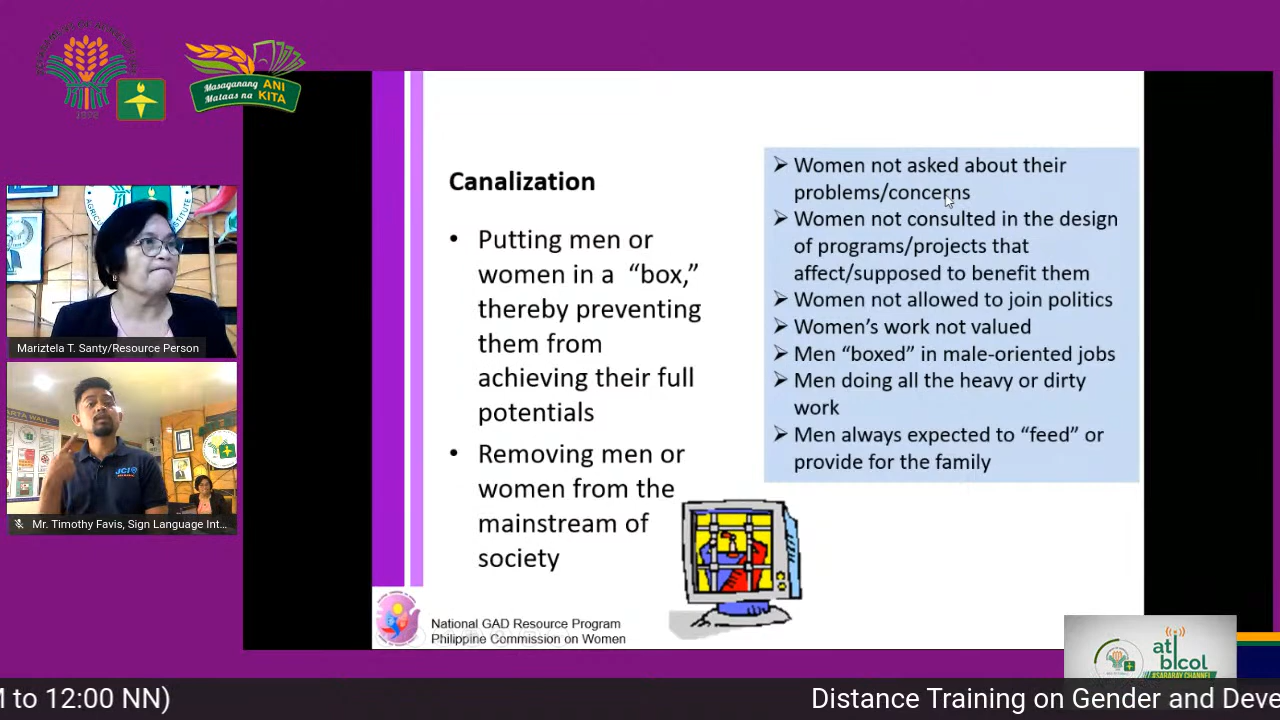 1972
Masaganang ANI
Mataas na KITA
Canalization
• Putting men or
women in a “box,”
thereby preventing
them from
achieving their full
potentials
• Removing men or
women from the
mainstream of
society
➢ Women not asked about their
problems/concerns
➢ Women not consulted in the design
of programs/projects that
affect/supposed to benefit them
➢ Women not allowed to join politics
➢ Women’s work not valued
➢ Men “boxed” in male-oriented jobs
➢ Men doing all the heavy or dirty
work
➢ Men always expected to “feed” or
provide for the family
Mariztela T. Santy/Resource Person
JCI
Mr. Timothy Favis, Sign Language Int...
National GAD Resource Program
Philippine Commission on Women
ati
bicol
#SARABAY CHANNEL
M to 12:00 NN)
Distance Training on Gender and Deve